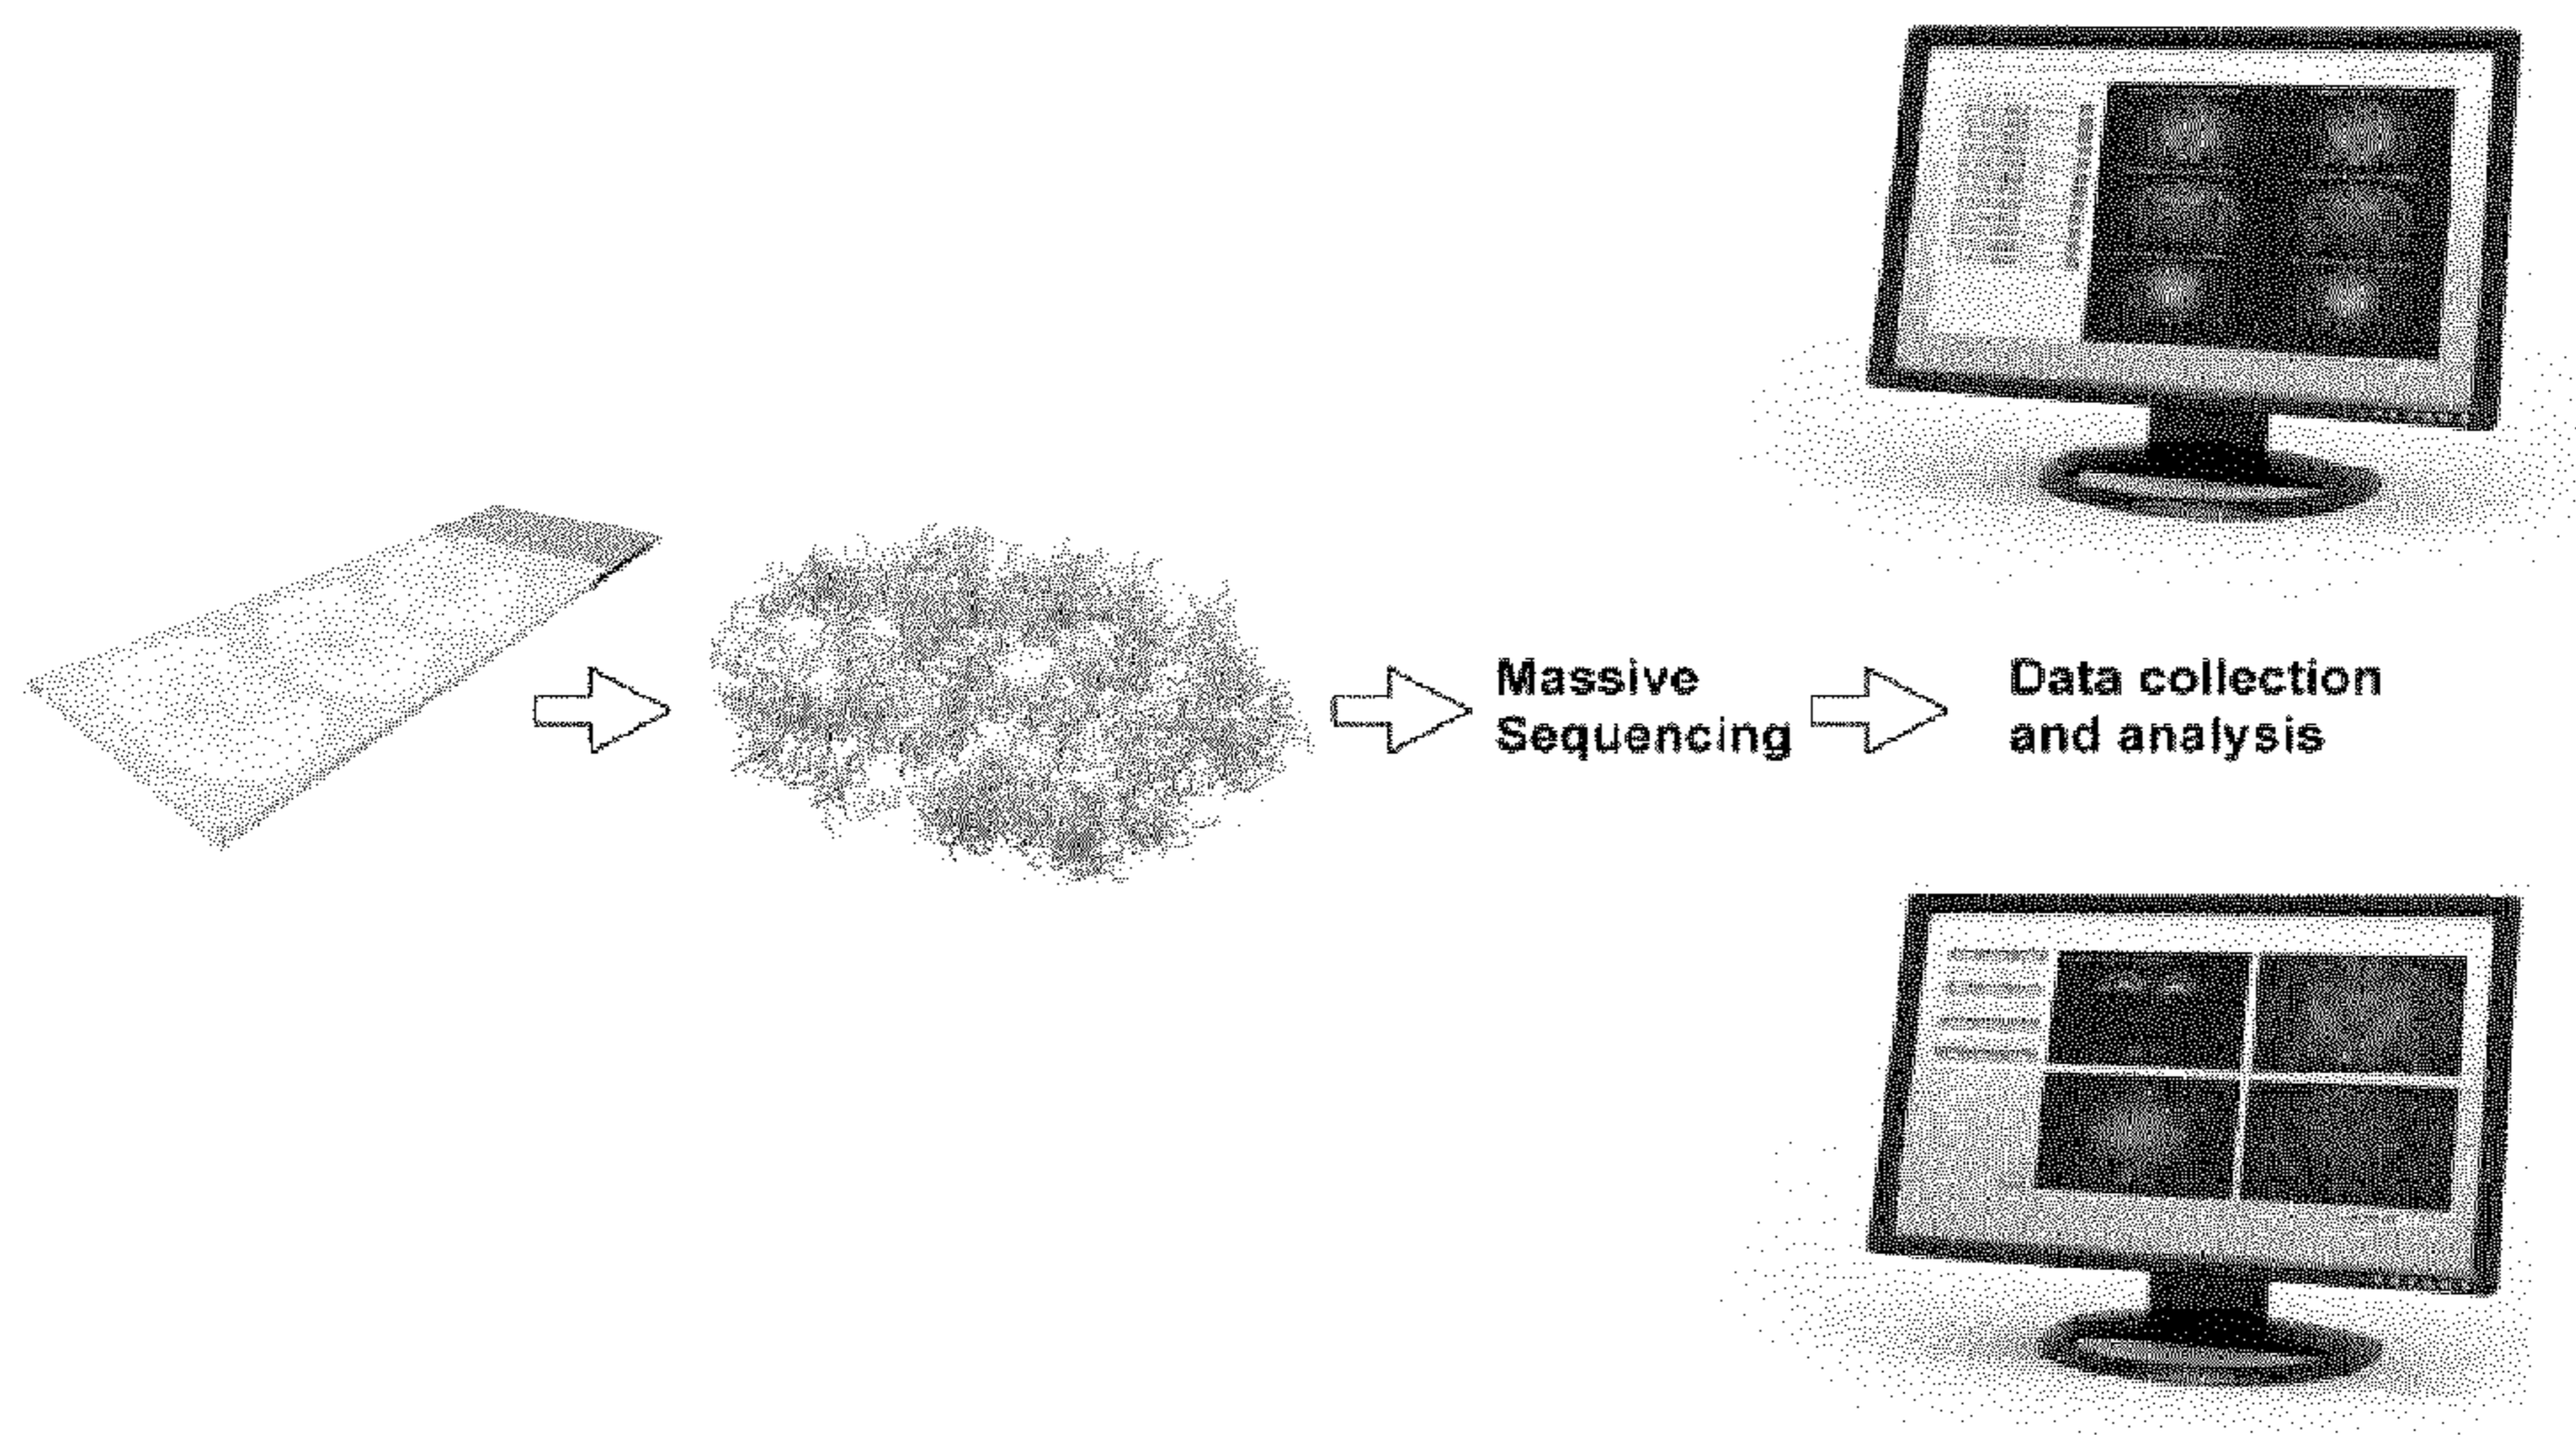 Massive
Sequencing
Data collection
and analysis